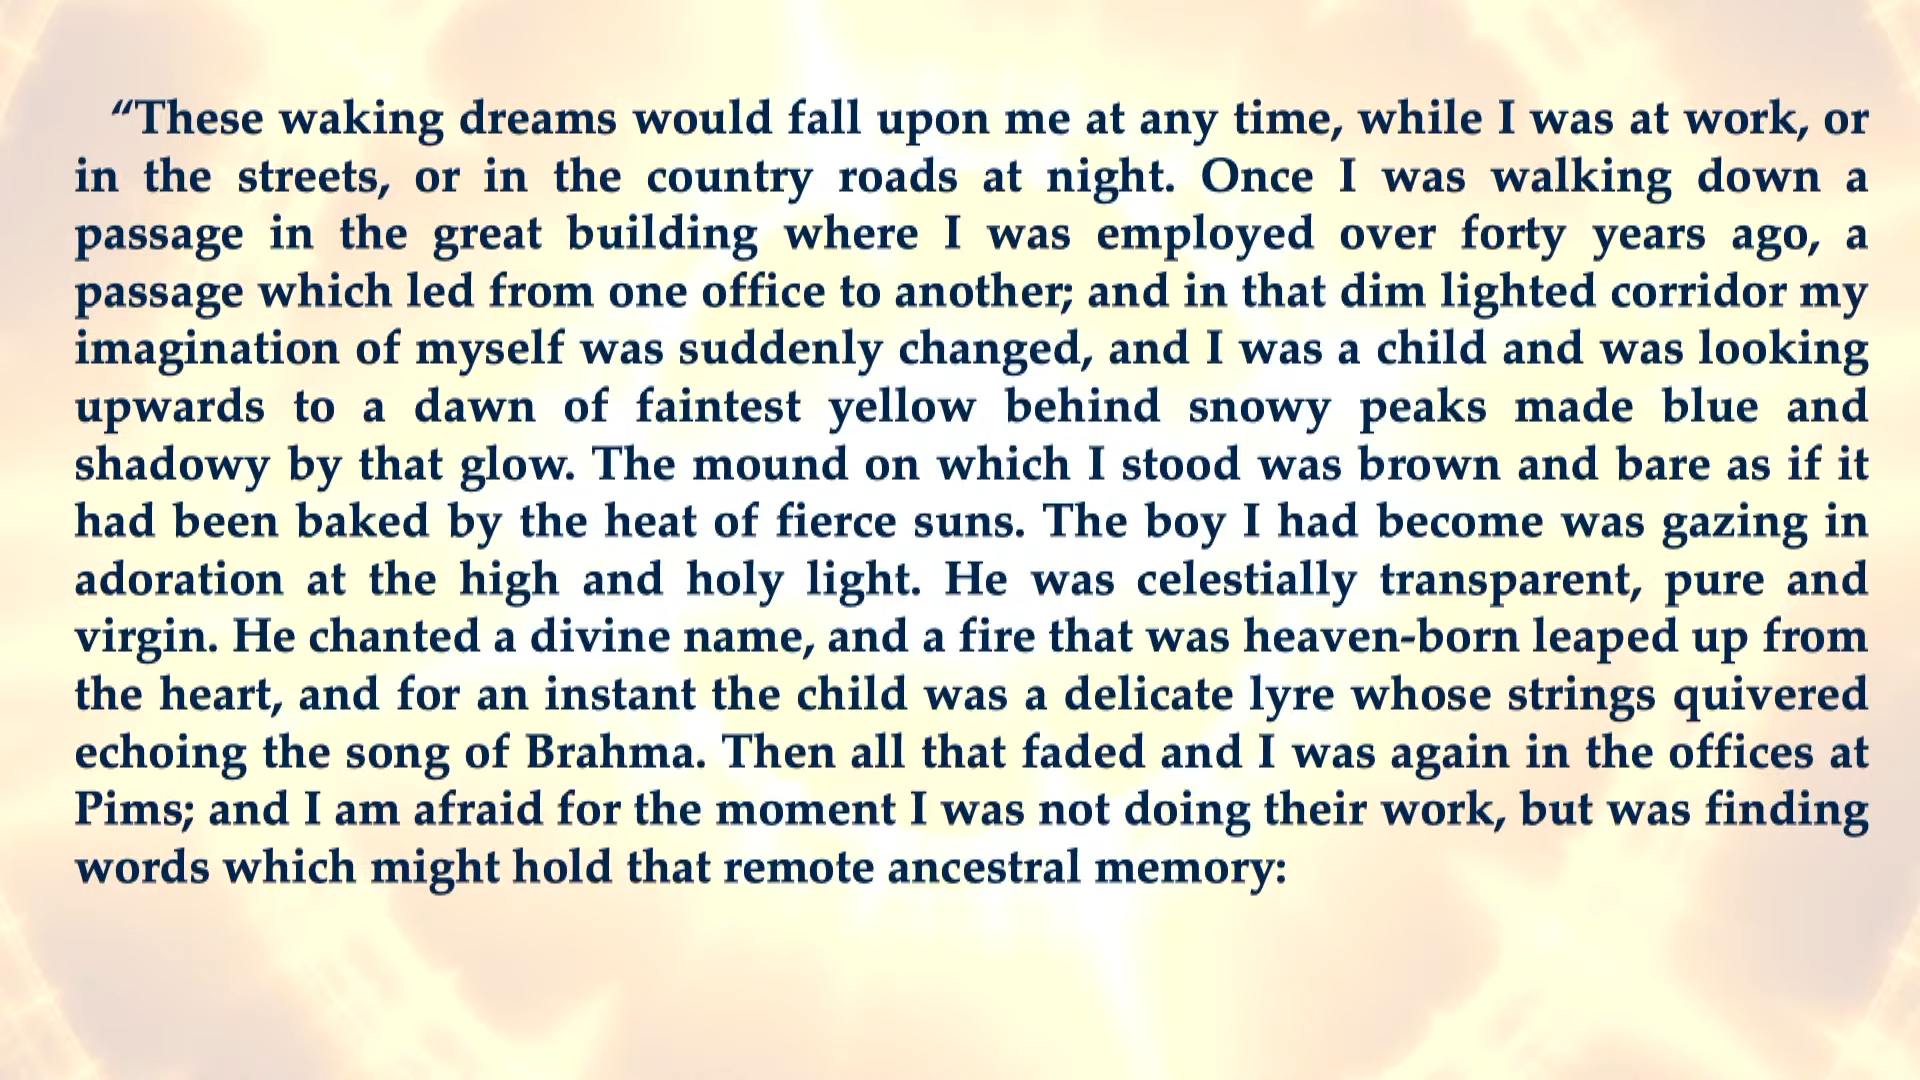 “These waking dreams would fall upon me at any time, while I was at work, or
in the streets, or in the country roads at night. Once I was walking down a
passage in the great building where I was employed over forty years ago, a
passage which led from one office to another; and in that dim lighted corridor my
imagination of myself was suddenly changed, and I was a child and was looking
upwards to a dawn of faintest yellow behind snowy peaks made blue and
shadowy by that glow. The mound on which I stood was brown and bare as if it
had been baked by the heat of fierce suns. The boy I had become was gazing in
adoration at the high and holy light. He was celestially transparent, pure and
virgin. He chanted a divine name, and a fire that was heaven-born leaped up from
the heart, and for an instant the child was a delicate lyre whose strings quivered
echoing the song of Brahma. Then all that faded and I was again in the offices at
Pims; and I am afraid for the moment I was not doing their work, but was finding
words which might hold that remote ancestral memory: